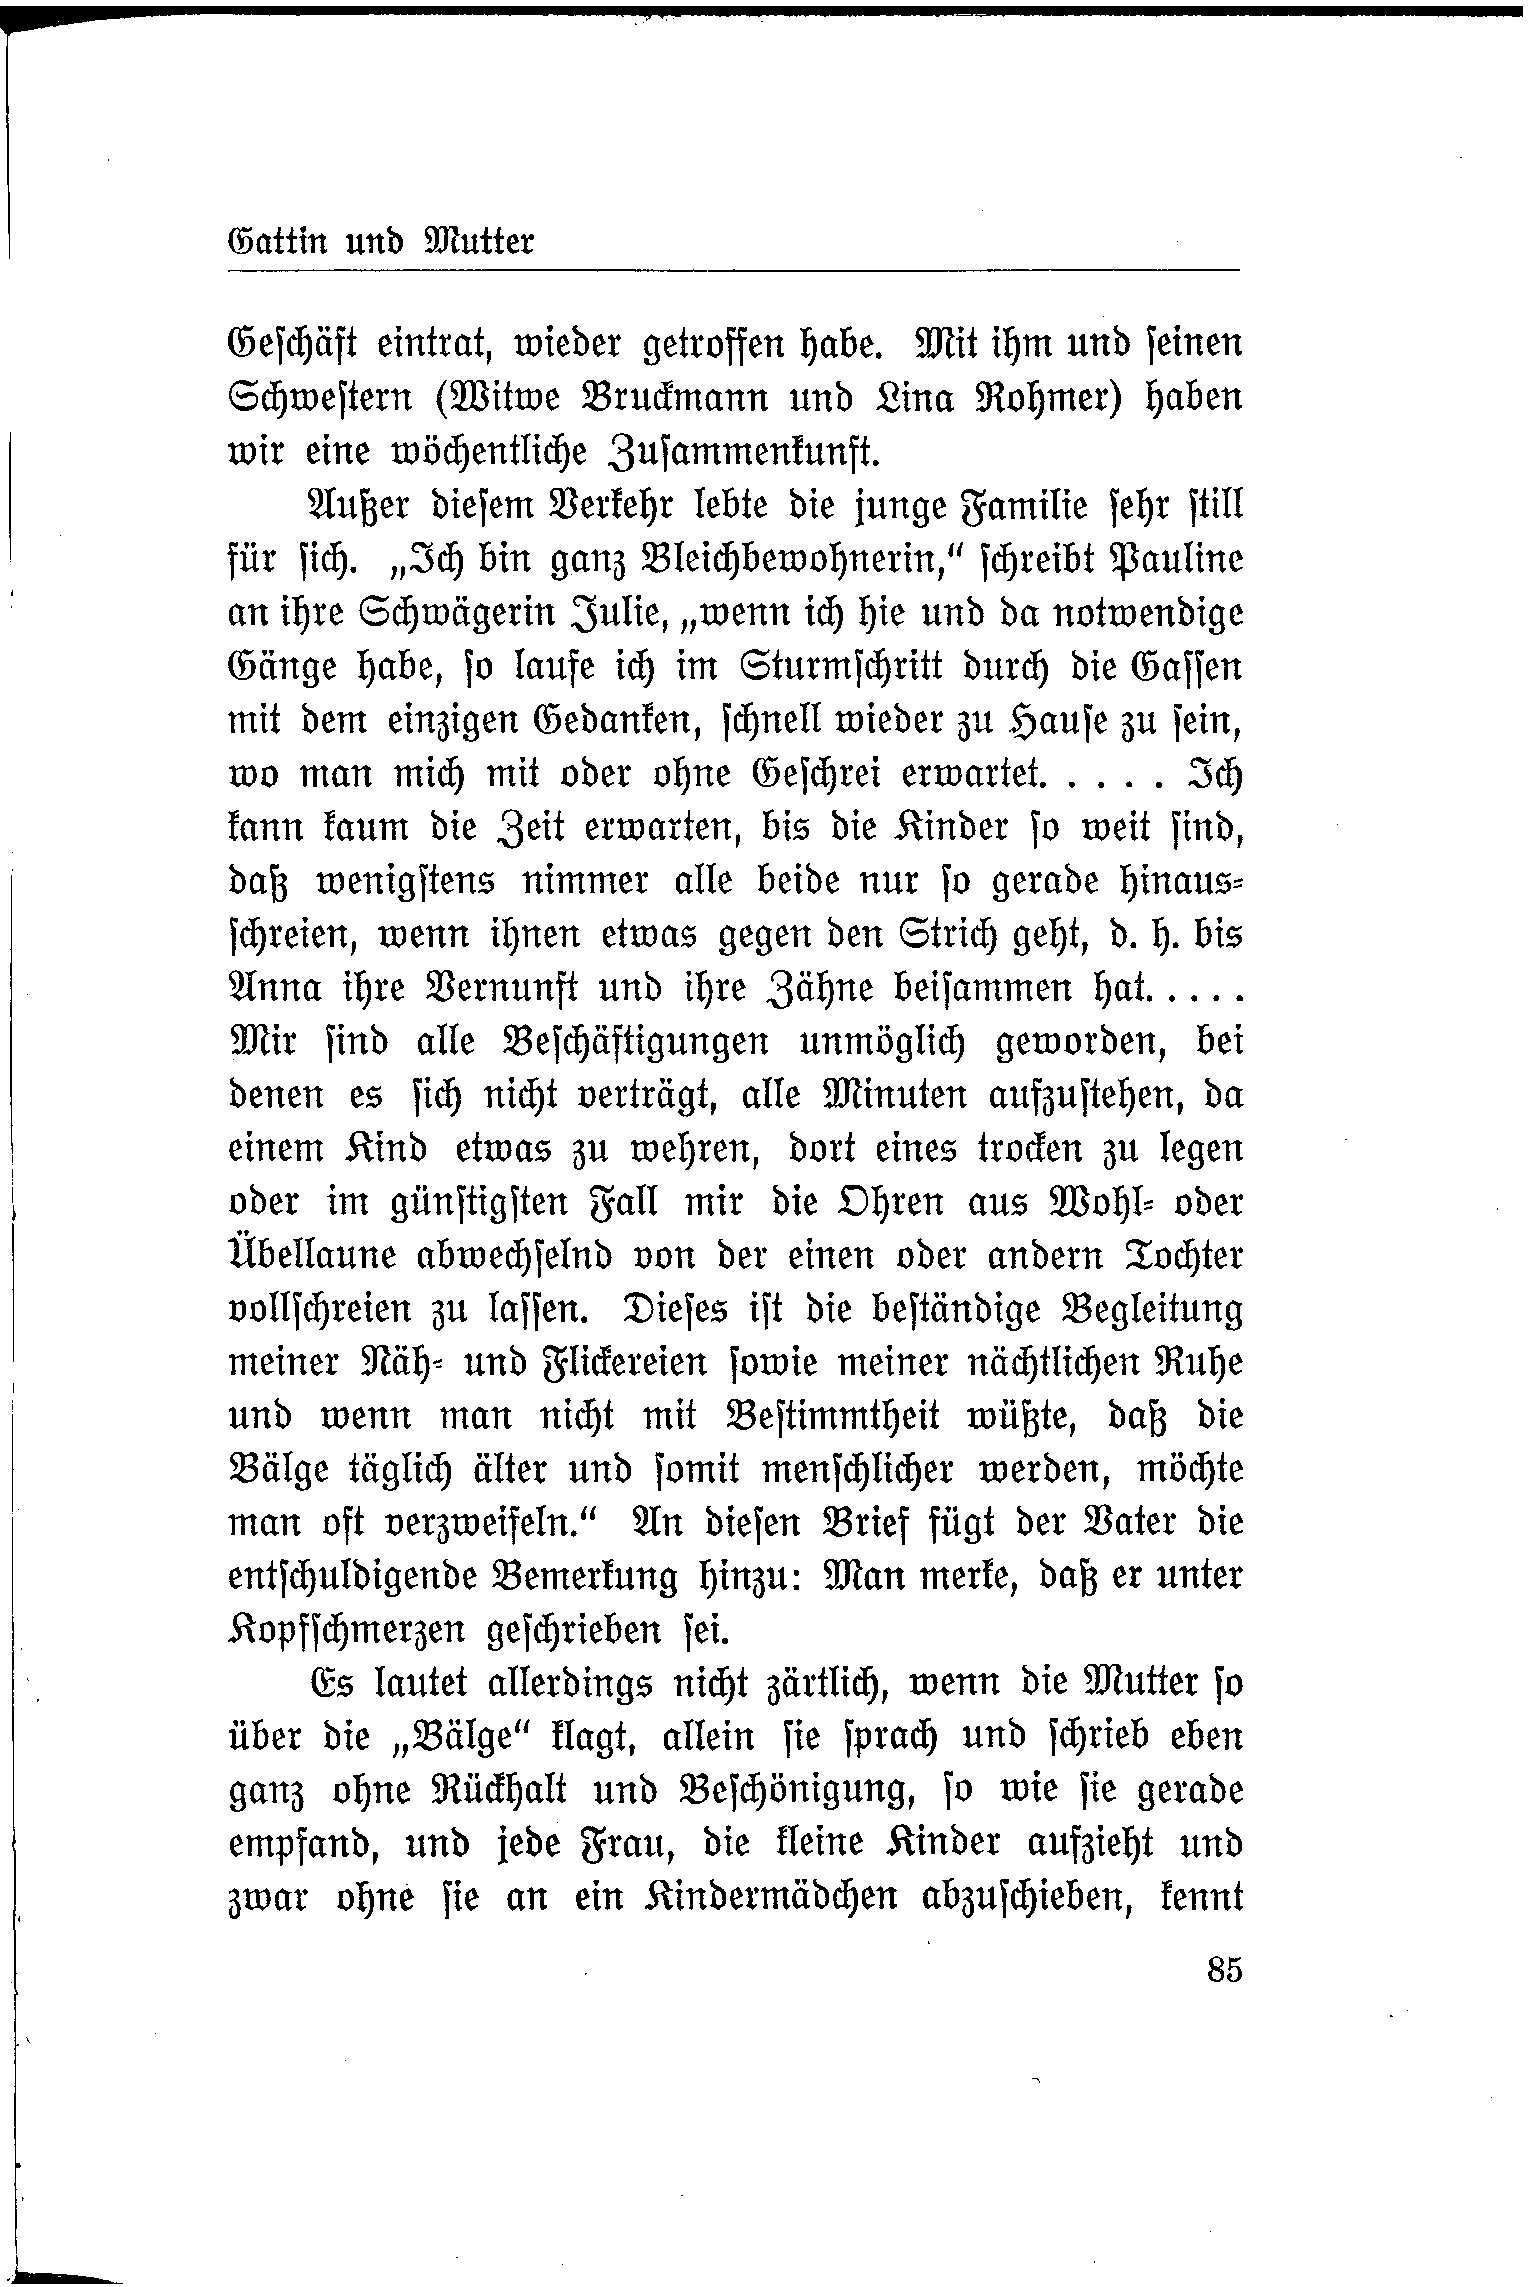 Gattin und Mutter
Geschäft eintrat, wieder getroffen habe. Mit ihm und seinen
Schwestern (Witwe Bruckmann und Lina Rohmer) haben
wir eine wöchentliche Zusammenkunft.
Außer diesem Verkehr lebte die junge Familie sehr still
für sich. „Ich bin ganz Bleichbewohnerin,“ schreibt Pauline
an ihre Schwägerin Julie, „wenn ich hie und da notwendige
Gänge habe, so laufe ich im Sturmschritt durch die Gassen
mit dem einzigen Gedanken, schnell wieder zu Hause zu sein,
wo man mich mit oder ohne Geschrei erwartet. . . . . Ich
kann kaum die Zeit erwarten, bis die Kinder so weit sind,
daß wenigstens nimmer alle beide nur so gerade hinaus-
schreien, wenn ihnen etwas gegen den Strich geht, d. h. bis
Anna ihre Vernunft und ihre Zähne beisammen hat. . . . .
Mir sind alle Beschäftigungen unmöglich geworden, bei
denen es sich nicht verträgt, alle Minuten aufzustehen, da
einem Kind etwas zu wehren, dort eines trocken zu legen
oder im günstigsten Fall mir die Ohren aus Wohl- oder
Übellaune abwechselnd von der einen oder andern Tochter
vollschreien zu lassen. Dieses ist die beständige Begleitung
meiner Näh- und Flickereien sowie meiner nächtlichen Ruhe
und wenn man nicht mit Bestimmtheit wüßte, daß die
Bälge täglich älter und somit menschlicher werden, möchte
man oft verzweifeln.“ An diesen Brief fügt der Vater die
entschuldigende Bemerkung hinzu: Man merke, daß er unter
Kopfschmerzen geschrieben sei.
Es lautet allerdings nicht zärtlich, wenn die Mutter so
über die „Bälge“ klagt, allein sie sprach und schrieb eben
ganz ohne Rückhalt und Beschönigung, so wie sie gerade
empfand, und jede Frau, die kleine Kinder aufzieht und
zwar ohne sie an ein Kindermädchen abzuschieben, kennt
85